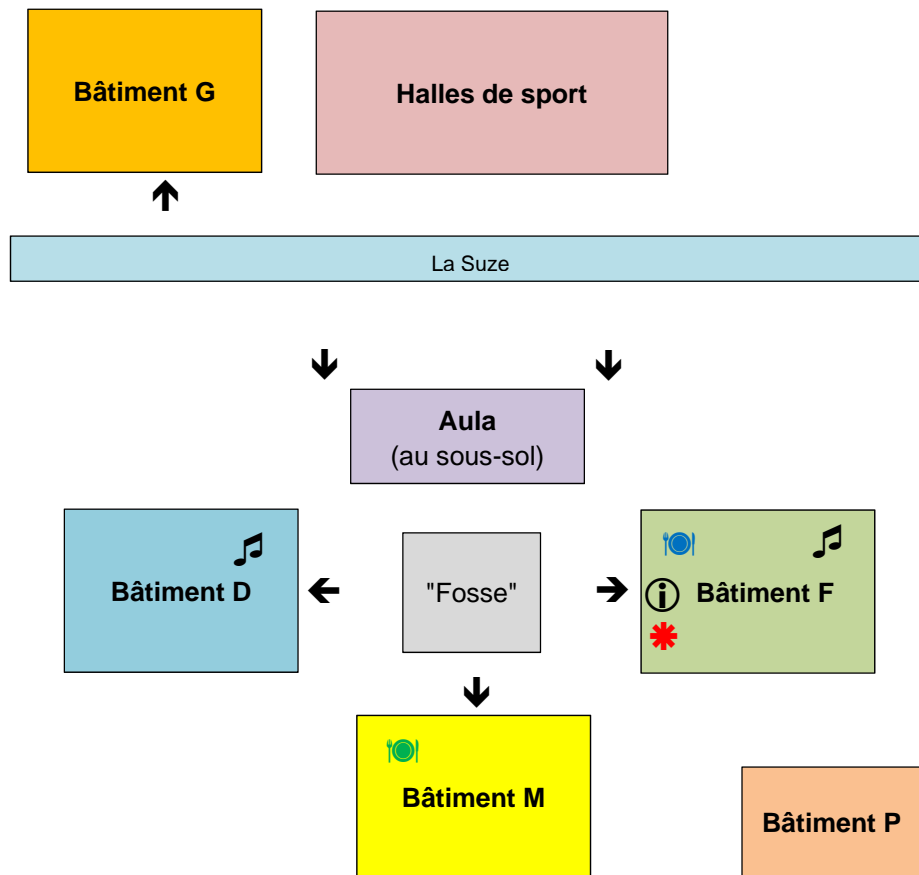 Bâtiment G
Halles de sport
La Suze
Aula
(au sous-sol)
Bâtiment D
"Fosse"
Bâtiment F
Bâtiment M
Bâtiment P